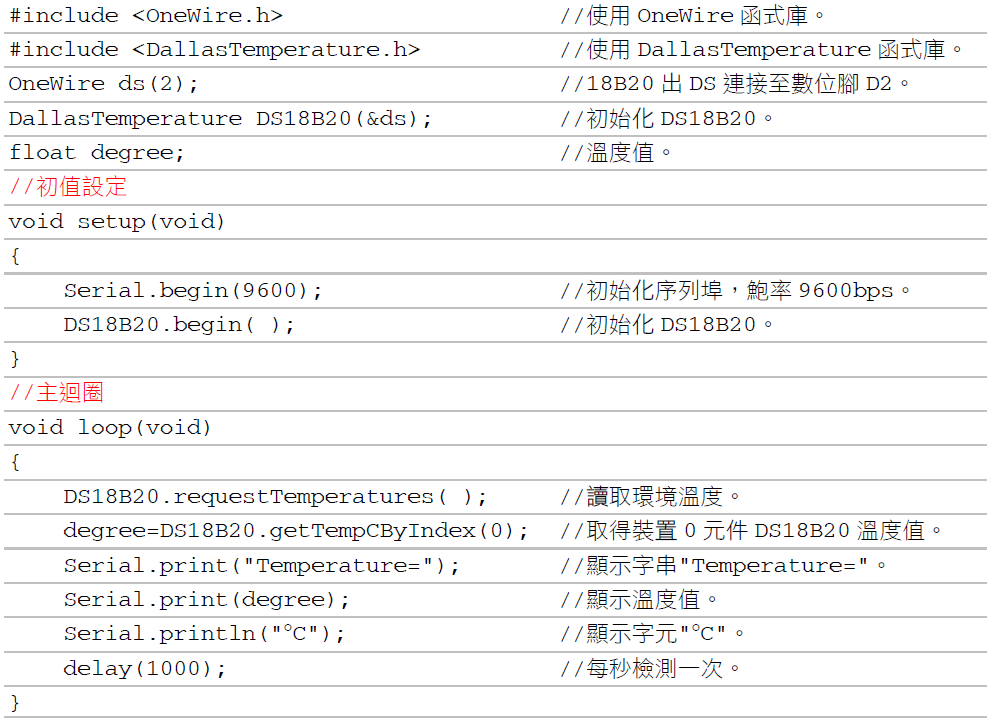 #include <OneWire.h> //使用 OneWire 函式庫。
#include <DallasTemperature.h> //使用 DallasTemperature 函式庫。
OneWire ds(2); //18B20 出 DS 連接至數位腳 D2。
DallasTemperature DS18B20(&ds); //初始化 DS18B20。
float degree; //溫度值。
//初值設定
void setup(void)
{
Serial.begin(9600); //初始化序列埠，鮑率 9600bps。
DS18B20.begin( ); //初始化 DS18B20。
}
//主迴圈
void loop(void)
{
DS18B20.requestTemperatures( ); //讀取環境溫度。
degree=DS18B20.getTempCByIndex(0); //取得裝置 0 元件 DS18B20 溫度值。
Serial.print("Temperature="); //顯示字串"Temperature="。
Serial.print(degree); //顯示溫度值。
Serial.println("℃"); //顯示字元"℃"。
delay(1000); //每秒檢測一次。
}